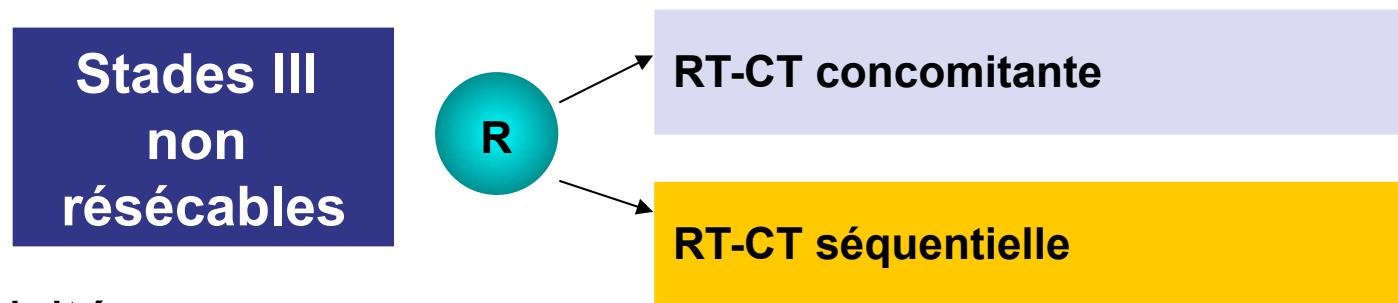 Stades III
non
résécables
R
RT-CT concomitante
RT-CT séquentielle